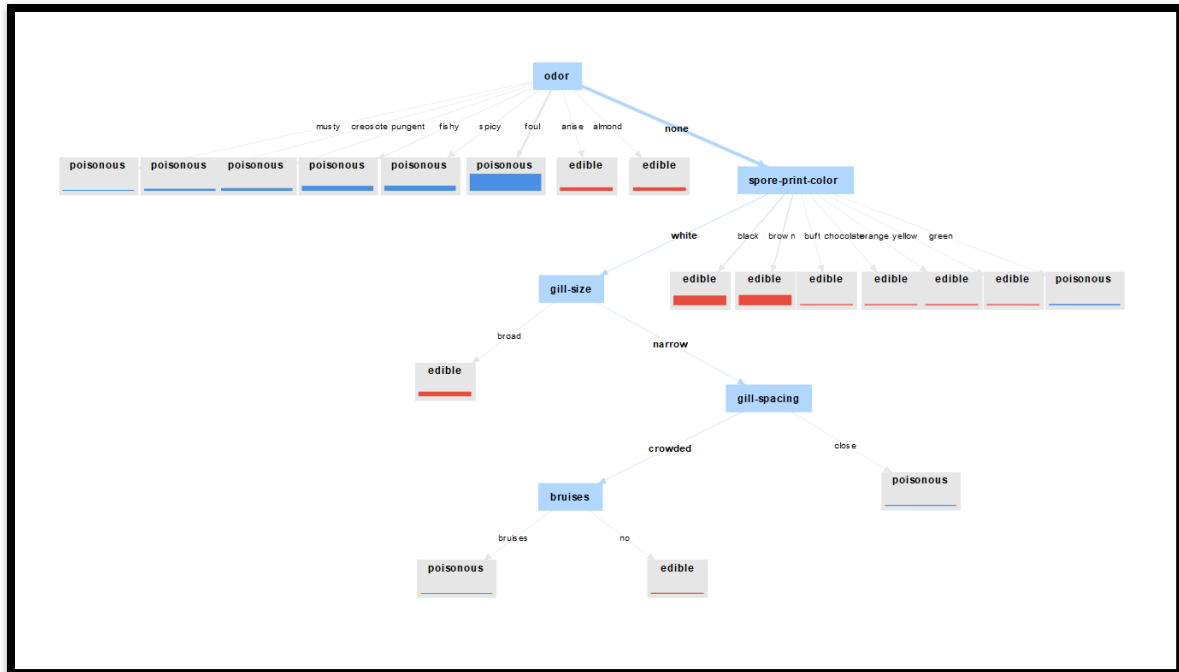 odor
musty creosote pungent fishy spicy foul anise almond none
poisonous poisonous poisonous poisonous poisonous poisonous edible edible
spore-print-color
white black brown buff chocolate orange yellow green
edible edible edible edible edible edible poisonous
gill-size
broad narrow
edible
gill-spacing
crowded close
poisonous
bruises
bruises no
poisonous edible